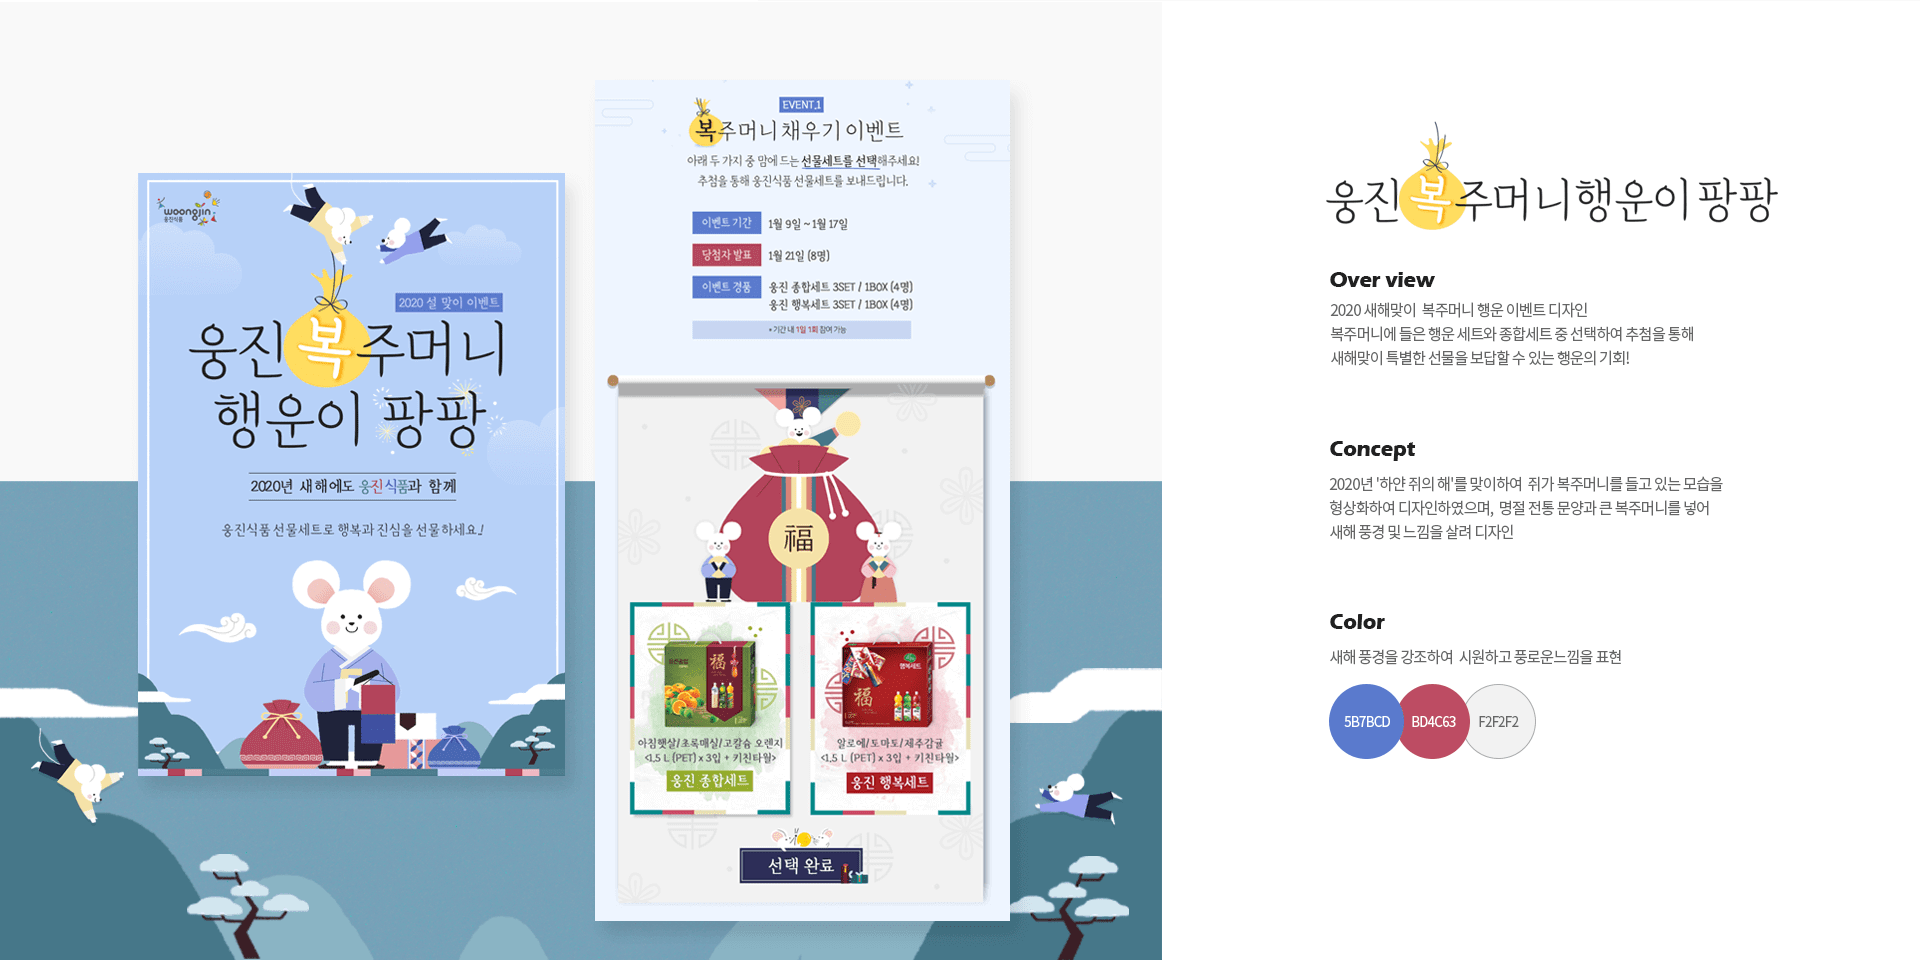 woongjin
웅진식품
2020 설 맞이 이벤트
웅진 복주머니
행운이 팡팡
2020년 새해에도 웅진식품과 함께
웅진식품 선물세트로 행복과 진심을 선물하세요!
EVENT.1
복주머니 채우기 이벤트
아래 두 가지 중 맘에 드는 선물세트를 선택해주세요!
추첨을 통해 웅진식품 선물세트를 보내드립니다.
이벤트 기간 1월 9일 ~ 1월 17일
당첨자 발표 1월 21일 (8명)
이벤트 경품 웅진 종합세트 3SET / 1BOX (4명)
웅진 행복세트 3SET / 1BOX (4명)
• 기간 내 1일 1회 참여 가능
福
福
행복세트
福
아침햇살/초록매실/고칼슘 오렌지
<1.5 L (PET) x 3입 + 키친타월>
웅진 종합세트
알로에/도마도/제주감귤
<1.5 L (PET) x 3입 + 키친타월>
웅진 행복세트
선택 완료
웅진 복주머니 행운이 팡팡
Over view
2020 새해맞이 복주머니 행운 이벤트 디자인
복주머니에 들은 행운 세트와 종합세트 중 선택하여 추첨을 통해
새해맞이 특별한 선물을 보답할 수 있는 행운의 기회!
Concept
2020년 '하얀 쥐의 해'를 맞이하여 쥐가 복주머니를 들고 있는 모습을
형상화하여 디자인하였으며, 명절 전통 문양과 큰 복주머니를 넣어
새해 풍경 및 느낌을 살려 디자인
Color
새해 풍경을 강조하여 시원하고 풍로운느낌을 표현
5B7BCD BD4C63 F2F2F2